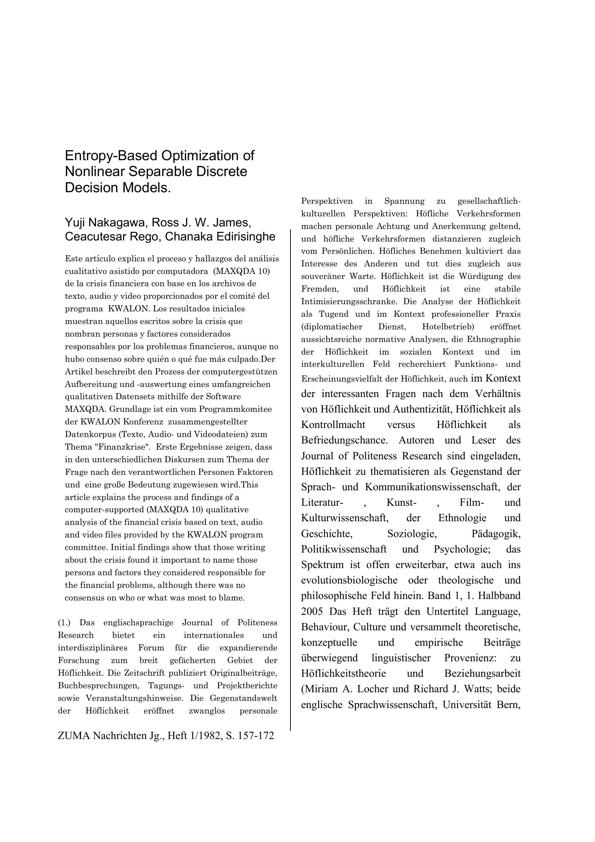 Entropy-Based Optimization of
Nonlinear Separable Discrete
Decision Models.
Yuji Nakagawa, Ross J. W. James,
Ceacutesar Rego, Chanaka Edirisinghe
Este artículo explica el proceso y hallazgos del análisis
cualitativo asistido por computadora (MAXQDA 10)
de la crisis financiera con base en los archivos de
texto, audio y video proporcionados por el comité del
programa KWALON. Los resultados iniciales
muestran aquellos escritos sobre la crisis que
nombran personas y factores considerados
responsables por los problemas financieros, aunque no
hubo consenso sobre quién o qué fue más culpado.Der
Artikel beschreibt den Prozess der computergestützen
Aufbereitung und -auswertung eines umfangreichen
qualitativen Datensets mithilfe der Software
MAXQDA. Grundlage ist ein vom Programmkomitee
der KWALON Konferenz zusammengestellter
Datenkorpus (Texte, Audio- und Videodateien) zum
Thema "Finanzkrise". Erste Ergebnisse zeigen, dass
in den unterschiedlichen Diskursen zum Thema der
Frage nach den verantwortlichen Personen Faktoren
und eine große Bedeutung zugewiesen wird.This
article explains the process and findings of a
computer-supported (MAXQDA 10) qualitative
analysis of the financial crisis based on text, audio
and video files provided by the KWALON program
committee. Initial findings show that those writing
about the crisis found it important to name those
persons and factors they considered responsible for
the financial problems, although there was no
consensus on who or what was most to blame.
(1.) Das englischsprachige Journal of Politeness
Research bietet ein internationales und
interdisziplinäres Forum für die expandierende
Forschung zum breit gefächerten Gebiet der
Höflichkeit. Die Zeitschrift publiziert Originalbeiträge,
Buchbesprechungen, Tagungs- und Projektberichte
sowie Veranstaltungshinweise. Die Gegenstandswelt
der Höflichkeit eröffnet zwanglos personale
ZUMA Nachrichten Jg., Heft 1/1982, S. 157-172
Perspektiven in Spannung zu gesellschaftlich-
kulturellen Perspektiven: Höfliche Verkehrsformen
machen personale Achtung und Anerkennung geltend,
und höfliche Verkehrsformen distanzieren zugleich
vom Persönlichen. Höfliches Benehmen kultiviert das
Interesse des Anderen und tut dies zugleich aus
souveräner Warte. Höflichkeit ist die Würdigung des
Fremden, und Höflichkeit ist eine stabile
Intimisierungsschranke. Die Analyse der Höflichkeit
als Tugend und im Kontext professioneller Praxis
(diplomatischer Dienst, Hotelbetrieb) eröffnet
aussichtsreiche normative Analysen, die Ethnographie
der Höflichkeit im sozialen Kontext und im
interkulturellen Feld recherchiert Funktions- und
Erscheinungsvielfalt der Höflichkeit, auch im Kontext
der interessanten Fragen nach dem Verhältnis
von Höflichkeit und Authentizität, Höflichkeit als
Kontrollmacht versus Höflichkeit als
Befriedungschance. Autoren und Leser des
Journal of Politeness Research sind eingeladen,
Höflichkeit zu thematisieren als Gegenstand der
Sprach- und Kommunikationswissenschaft, der
Literatur- , Kunst- , Film- und
Kulturwissenschaft, der Ethnologie und
Geschichte, Soziologie, Pädagogik,
Politikwissenschaft und Psychologie; das
Spektrum ist offen erweiterbar, etwa auch ins
evolutionsbiologische oder theologische und
philosophische Feld hinein. Band 1, 1. Halbband
2005 Das Heft trägt den Untertitel Language,
Behaviour, Culture und versammelt theoretische,
konzeptuelle und empirische Beiträge
überwiegend linguistischer Provenienz: zu
Höflichkeitstheorie und Beziehungsarbeit
(Miriam A. Locher und Richard J. Watts; beide
englische Sprachwissenschaft, Universität Bern,